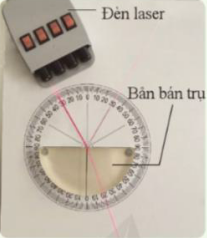 Đèn laser
Bản bán trụ